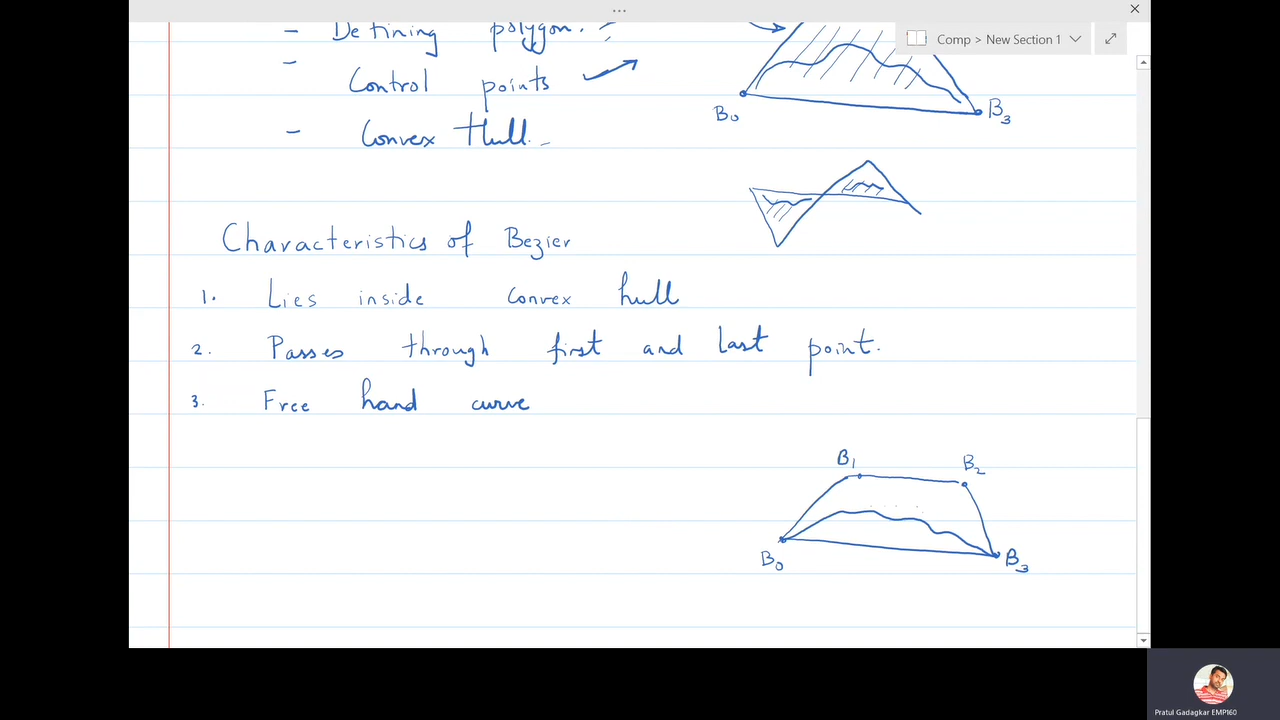 - Defining polygon.
Comp > New Section 1
- Control points
B0 B3
- Convex Hull
Characteristics of Bezier
1. Lies inside convex hull
2. Passes through first and last point.
3. Free hand curve
B1 B2
B0 B3
Pratul Gadagkar EMP160